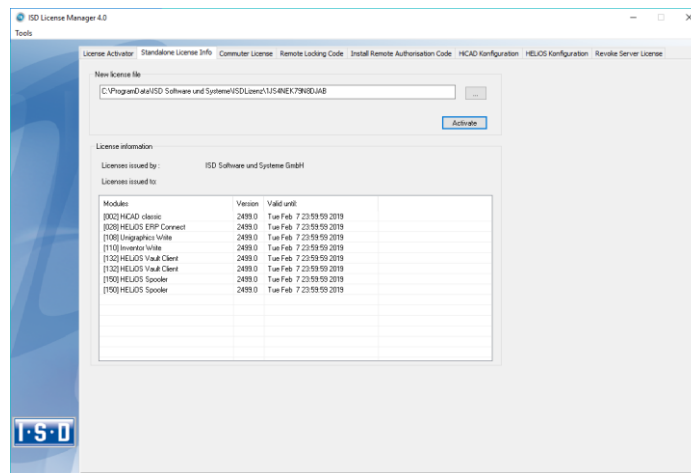 ISD License Manager 4.0
Tools
License Activator Standalone License Info Commuter License Remote Locking Code Install Remote Authorisation Code HiCAD Konfiguration HELiOS Konfiguration Revoke Server License
New license file
C:\ProgramData\ISD Software und Systeme\ISDLizenz\1JS4NEK79N8DJAB
...
Activate
License information
Licenses issued by : ISD Software und Systeme GmbH
Licenses issued to:
Modules Version Valid until:
[002] HiCAD classic 2499.0 Tue Feb 7 23:59:59 2019
[028] HELiOS ERP Connect 2499.0 Tue Feb 7 23:59:59 2019
[108] Unigraphics Write 2499.0 Tue Feb 7 23:59:59 2019
[110] Inventor Write 2499.0 Tue Feb 7 23:59:59 2019
[132] HELiOS Vault Client 2499.0 Tue Feb 7 23:59:59 2019
[132] HELiOS Vault Client 2499.0 Tue Feb 7 23:59:59 2019
[150] HELiOS Spooler 2499.0 Tue Feb 7 23:59:59 2019
[150] HELiOS Spooler 2499.0 Tue Feb 7 23:59:59 2019
I·S·D